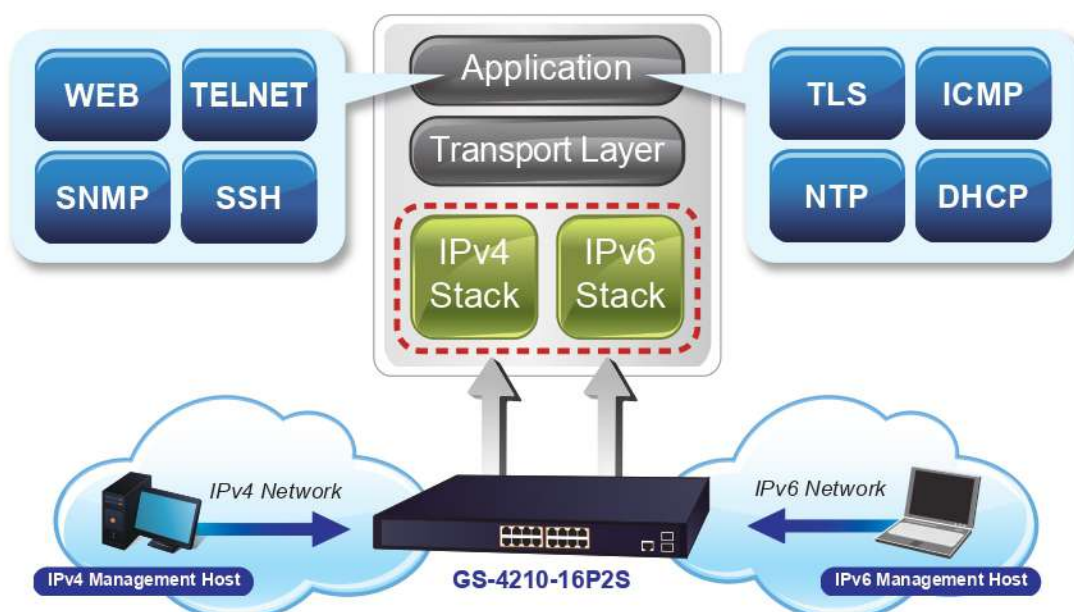 WEB
TELNET
SNMP
SSH
Application
Transport Layer
IPv4
Stack
IPv6
Stack
TLS
ICMP
NTP
DHCP
IPv4 Network
IPv6 Network
IPv4 Management Host
GS-4210-16P2S
IPv6 Management Host